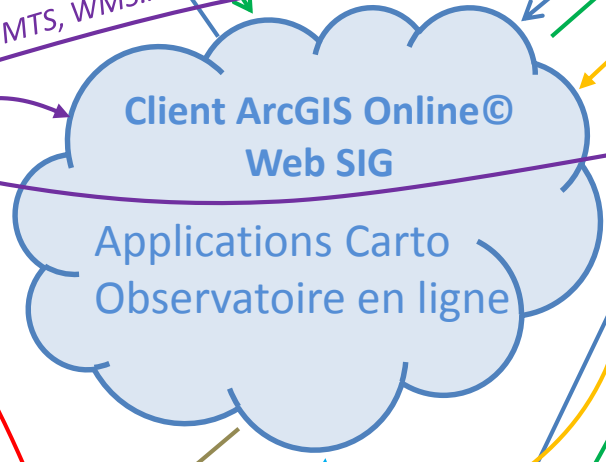 MTS, WMS...
Client ArcGIS Online©
Web SIG
Applications Carto
Observatoire en ligne